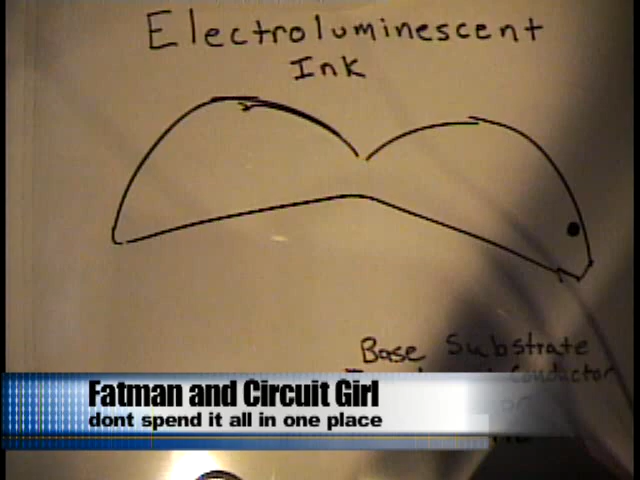 Electroluminescent
Ink
Base Substrate
Conductor
Fatman and Circuit Girl
dont spend it all in one place